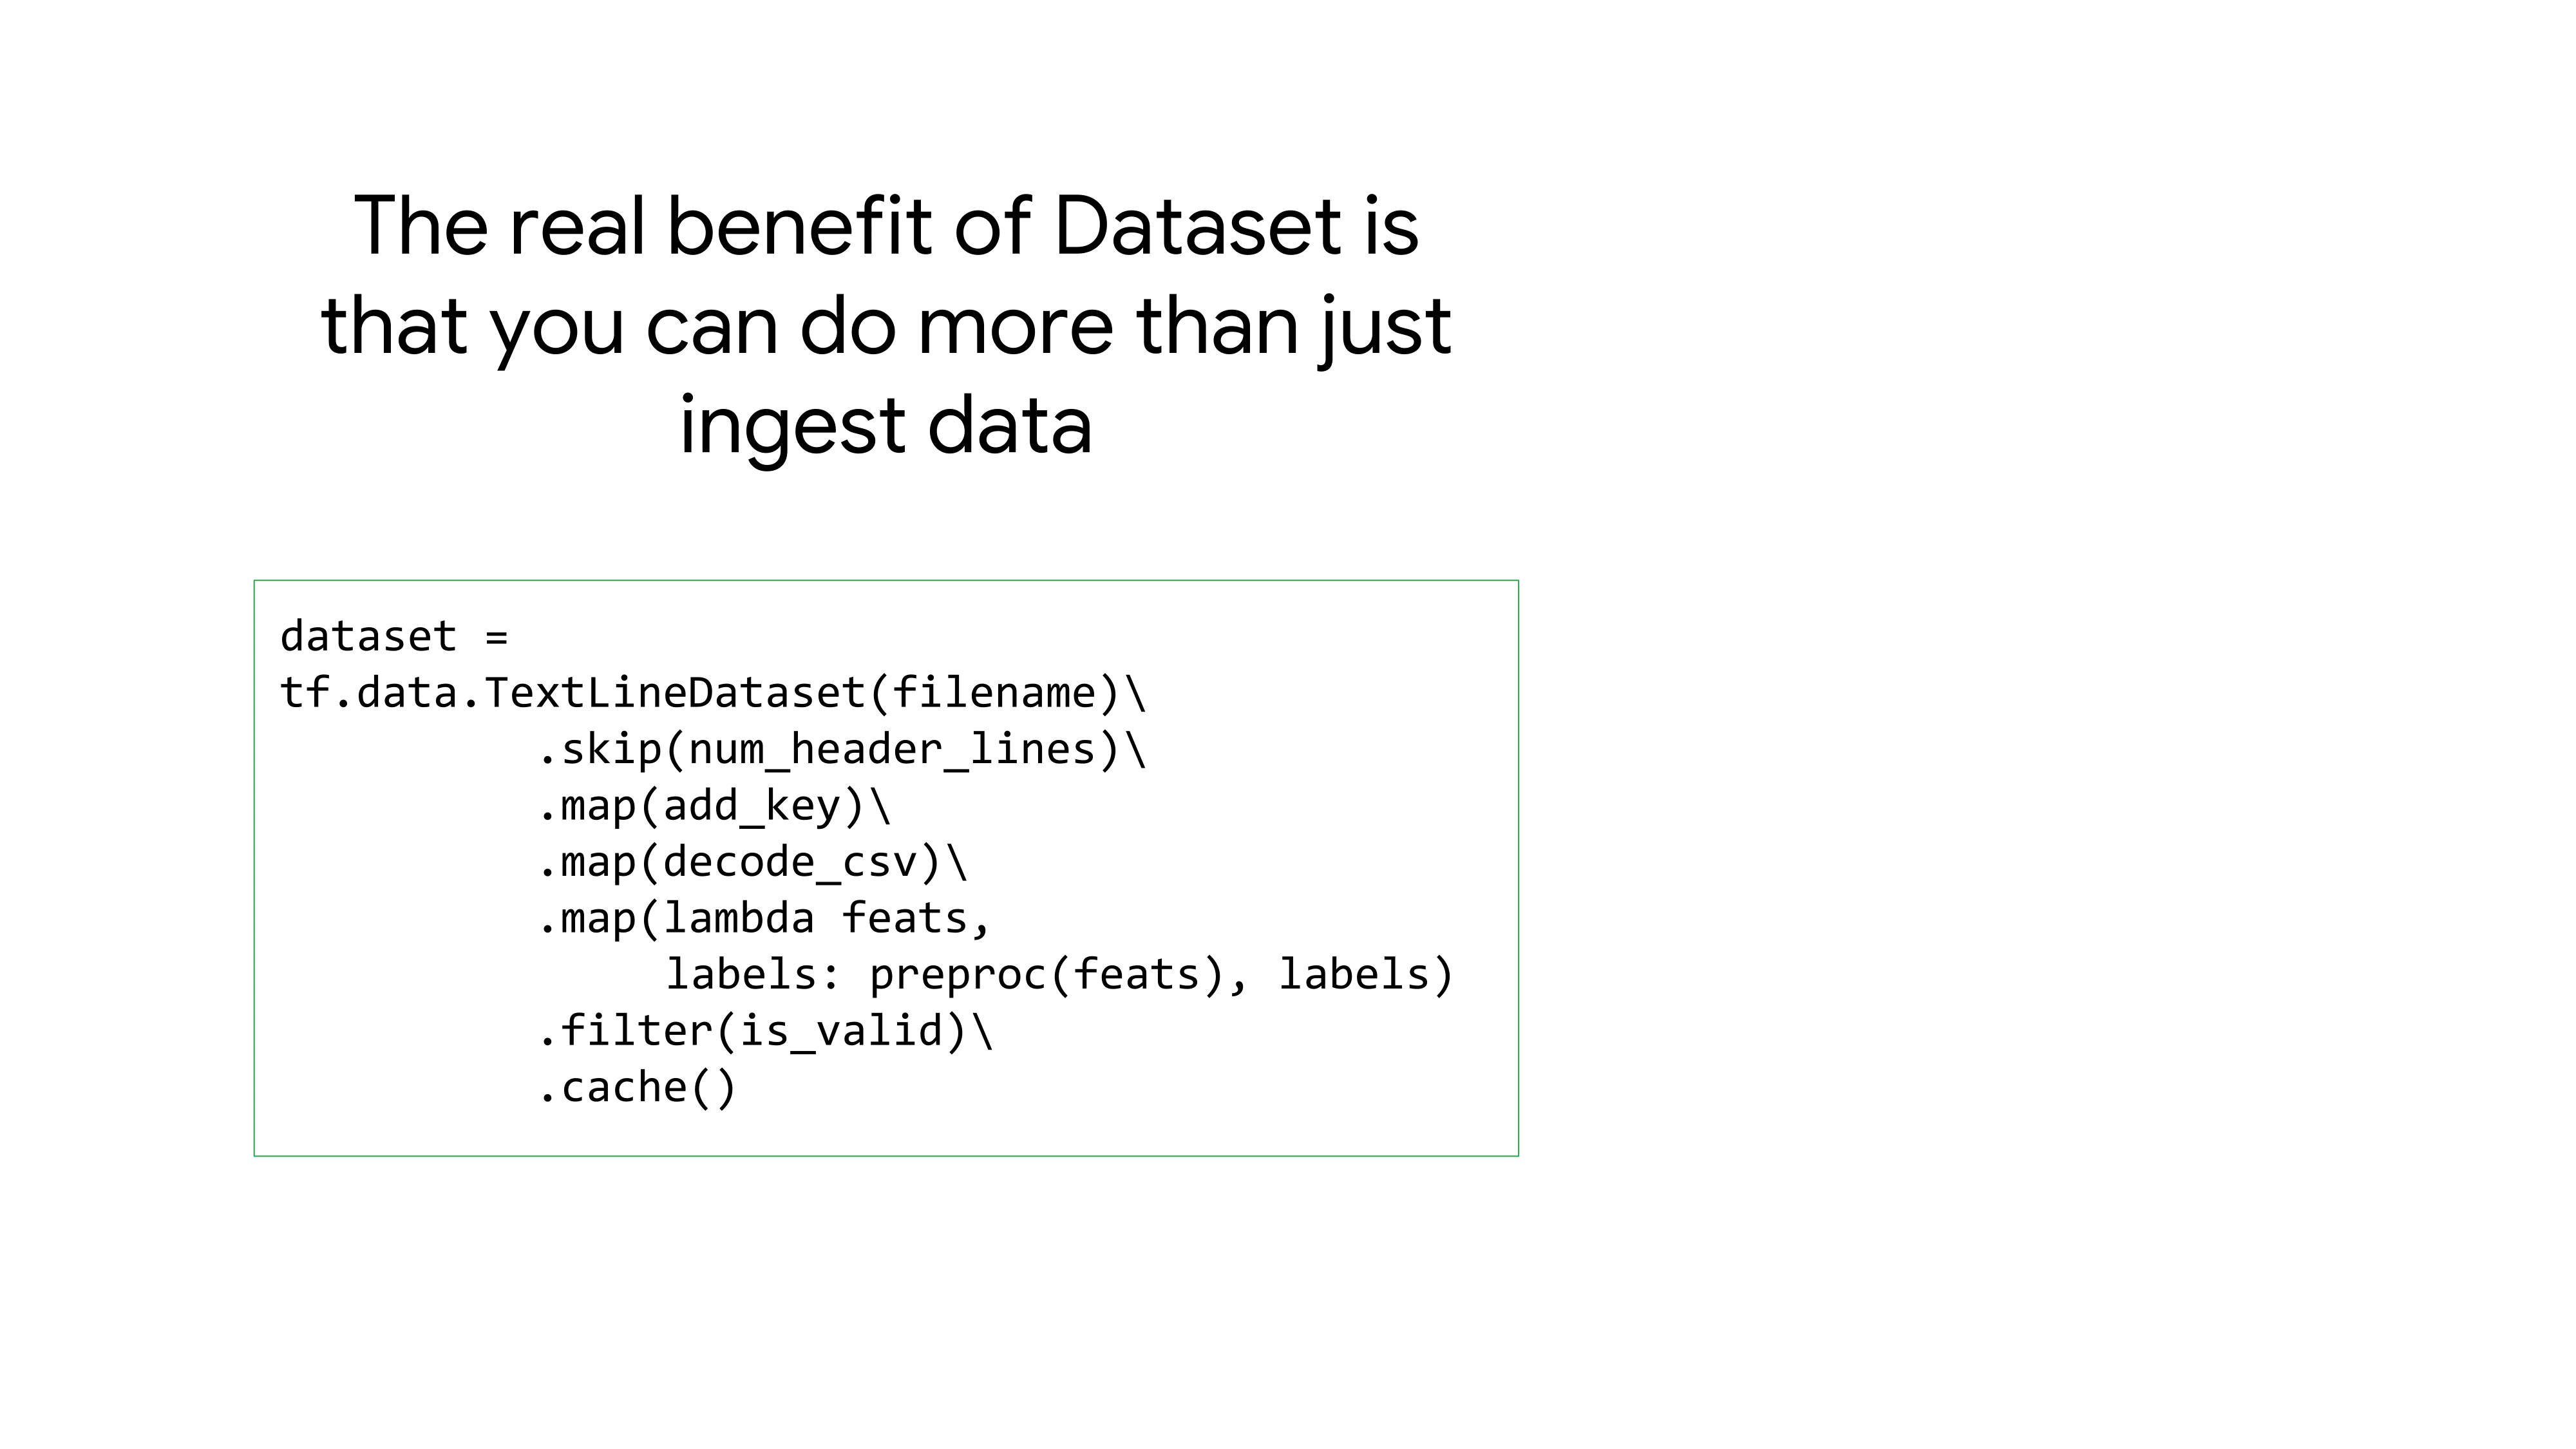 The real benefit of Dataset is
that you can do more than just
ingest data
dataset =
tf.data.TextLineDataset(filename)\
.skip(num_header_lines)\
.map(add_key)\
.map(decode_csv)\
.map(lambda feats,
labels: preproc(feats), labels)
.filter(is_valid)\
.cache()